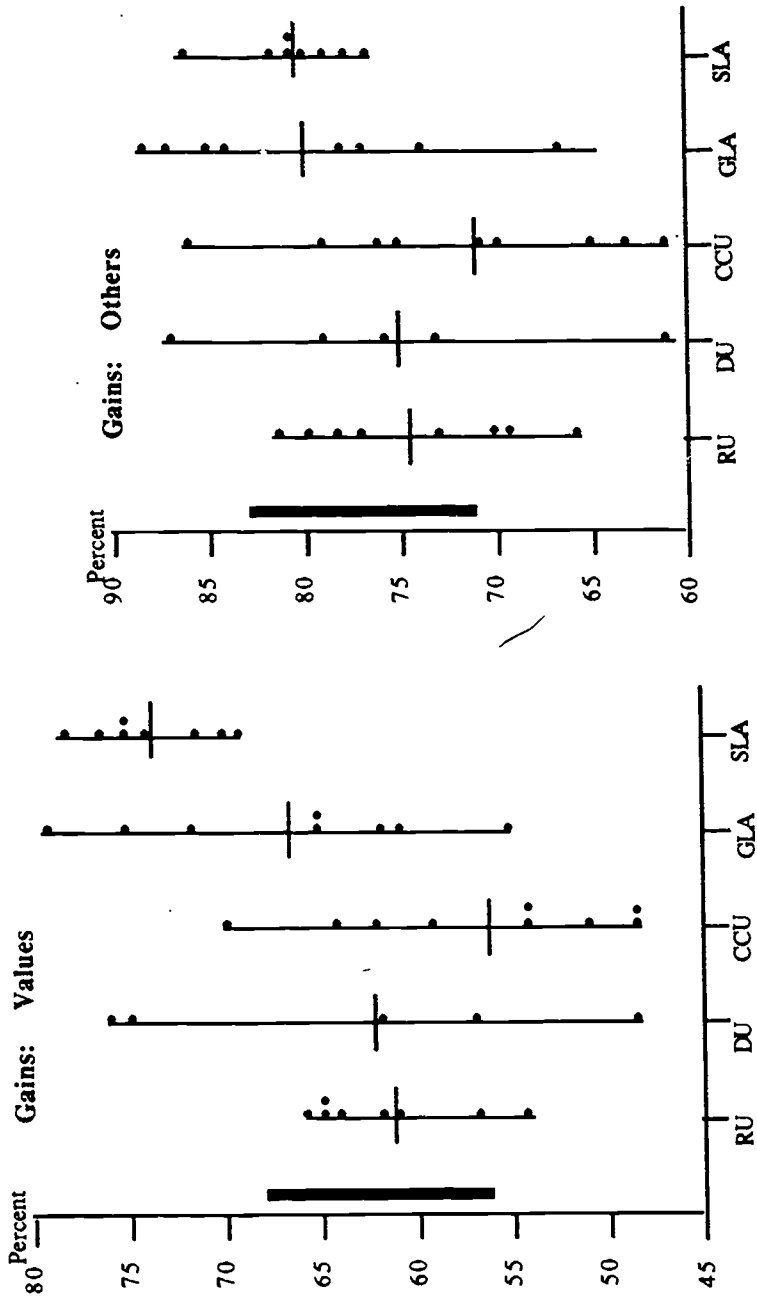 Gains: Values
Percent
80
75
70
65
60
55
50
45
RU DU CCU GLA SLA
Gains: Others
Percent
90
85
80
75
70
65
60
RU DU CCU GLA SLA